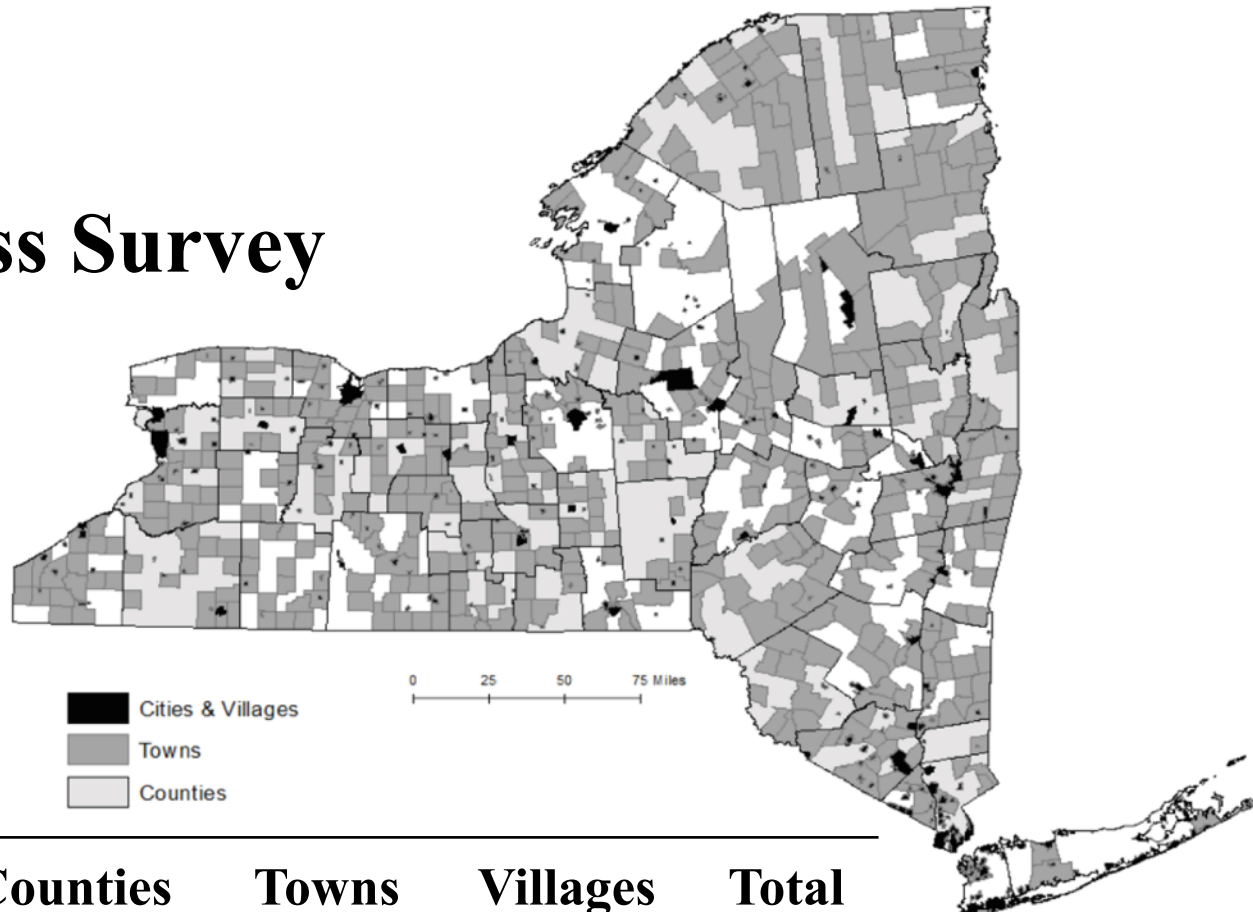 ss Survey
0 25 50 75 Miles
Cities & Villages
Towns
Counties
Counties Towns Villages Total